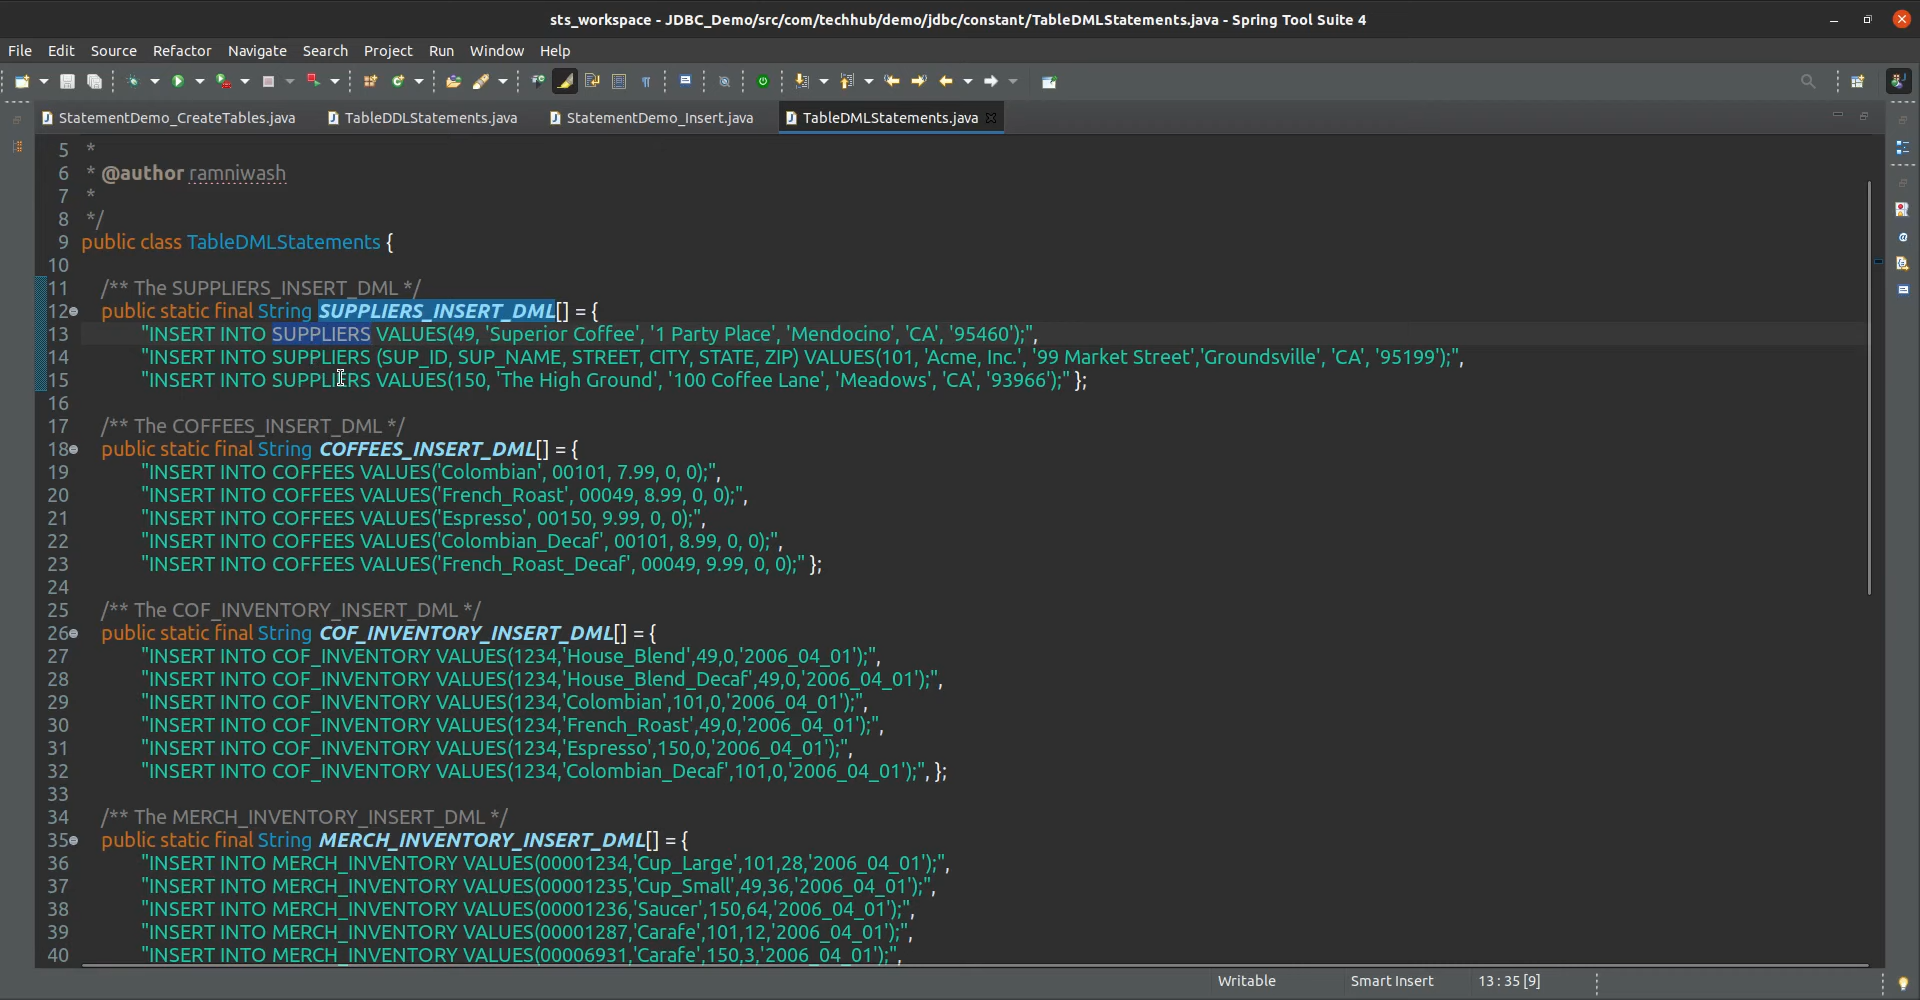 sts_workspace - JDBC_Demo/src/com/techhub/demo/jdbc/constant/TableDMLStatements.java - Spring Tool Suite 4
File Edit Source Refactor Navigate Search Project Run Window Help
StatementDemo_CreateTables.java TableDDLStatements.java StatementDemo_Insert.java TableDMLStatements.java
5 *
6 * @author ramniwash
7 *
8 */
9 public class TableDMLStatements {
10
11 /** The SUPPLIERS_INSERT_DML */
12 public static final String SUPPLIERS_INSERT_DML[] = {
13 "INSERT INTO SUPPLIERS VALUES(49, 'Superior Coffee', '1 Party Place', 'Mendocino', 'CA', '95460');",
14 "INSERT INTO SUPPLIERS (SUP_ID, SUP_NAME, STREET, CITY, STATE, ZIP) VALUES(101, 'Acme, Inc.', '99 Market Street','Groundsville', 'CA', '95199');",
15 "INSERT INTO SUPPLIERS VALUES(150, 'The High Ground', '100 Coffee Lane', 'Meadows', 'CA', '93966');" };
16
17 /** The COFFEES_INSERT_DML */
18 public static final String COFFEES_INSERT_DML[] = {
19 "INSERT INTO COFFEES VALUES('Colombian', 00101, 7.99, 0, 0);",
20 "INSERT INTO COFFEES VALUES('French_Roast', 00049, 8.99, 0, 0);",
21 "INSERT INTO COFFEES VALUES('Espresso', 00150, 9.99, 0, 0);",
22 "INSERT INTO COFFEES VALUES('Colombian_Decaf', 00101, 8.99, 0, 0);",
23 "INSERT INTO COFFEES VALUES('French_Roast_Decaf', 00049, 9.99, 0, 0);" };
24
25 /** The COF_INVENTORY_INSERT_DML */
26 public static final String COF_INVENTORY_INSERT_DML[] = {
27 "INSERT INTO COF_INVENTORY VALUES(1234,'House_Blend',49,0,'2006_04_01');",
28 "INSERT INTO COF_INVENTORY VALUES(1234,'House_Blend_Decaf',49,0,'2006_04_01');",
29 "INSERT INTO COF_INVENTORY VALUES(1234,'Colombian',101,0,'2006_04_01');",
30 "INSERT INTO COF_INVENTORY VALUES(1234,'French_Roast',49,0,'2006_04_01');",
31 "INSERT INTO COF_INVENTORY VALUES(1234,'Espresso',150,0,'2006_04_01');",
32 "INSERT INTO COF_INVENTORY VALUES(1234,'Colombian_Decaf',101,0,'2006_04_01');", };
33
34 /** The MERCH_INVENTORY_INSERT_DML */
35 public static final String MERCH_INVENTORY_INSERT_DML[] = {
36 "INSERT INTO MERCH_INVENTORY VALUES(00001234,'Cup_Large',101,28,'2006_04_01');",
37 "INSERT INTO MERCH_INVENTORY VALUES(00001235,'Cup_Small',49,36,'2006_04_01');",
38 "INSERT INTO MERCH_INVENTORY VALUES(00001236,'Saucer',150,64,'2006_04_01');",
39 "INSERT INTO MERCH_INVENTORY VALUES(00001287,'Carafe',101,12,'2006_04_01');",
40 "INSERT INTO MERCH_INVENTORY VALUES(00006931,'Carafe',150,3,'2006_04_01');",
Writable Smart Insert 13 : 35 [9]